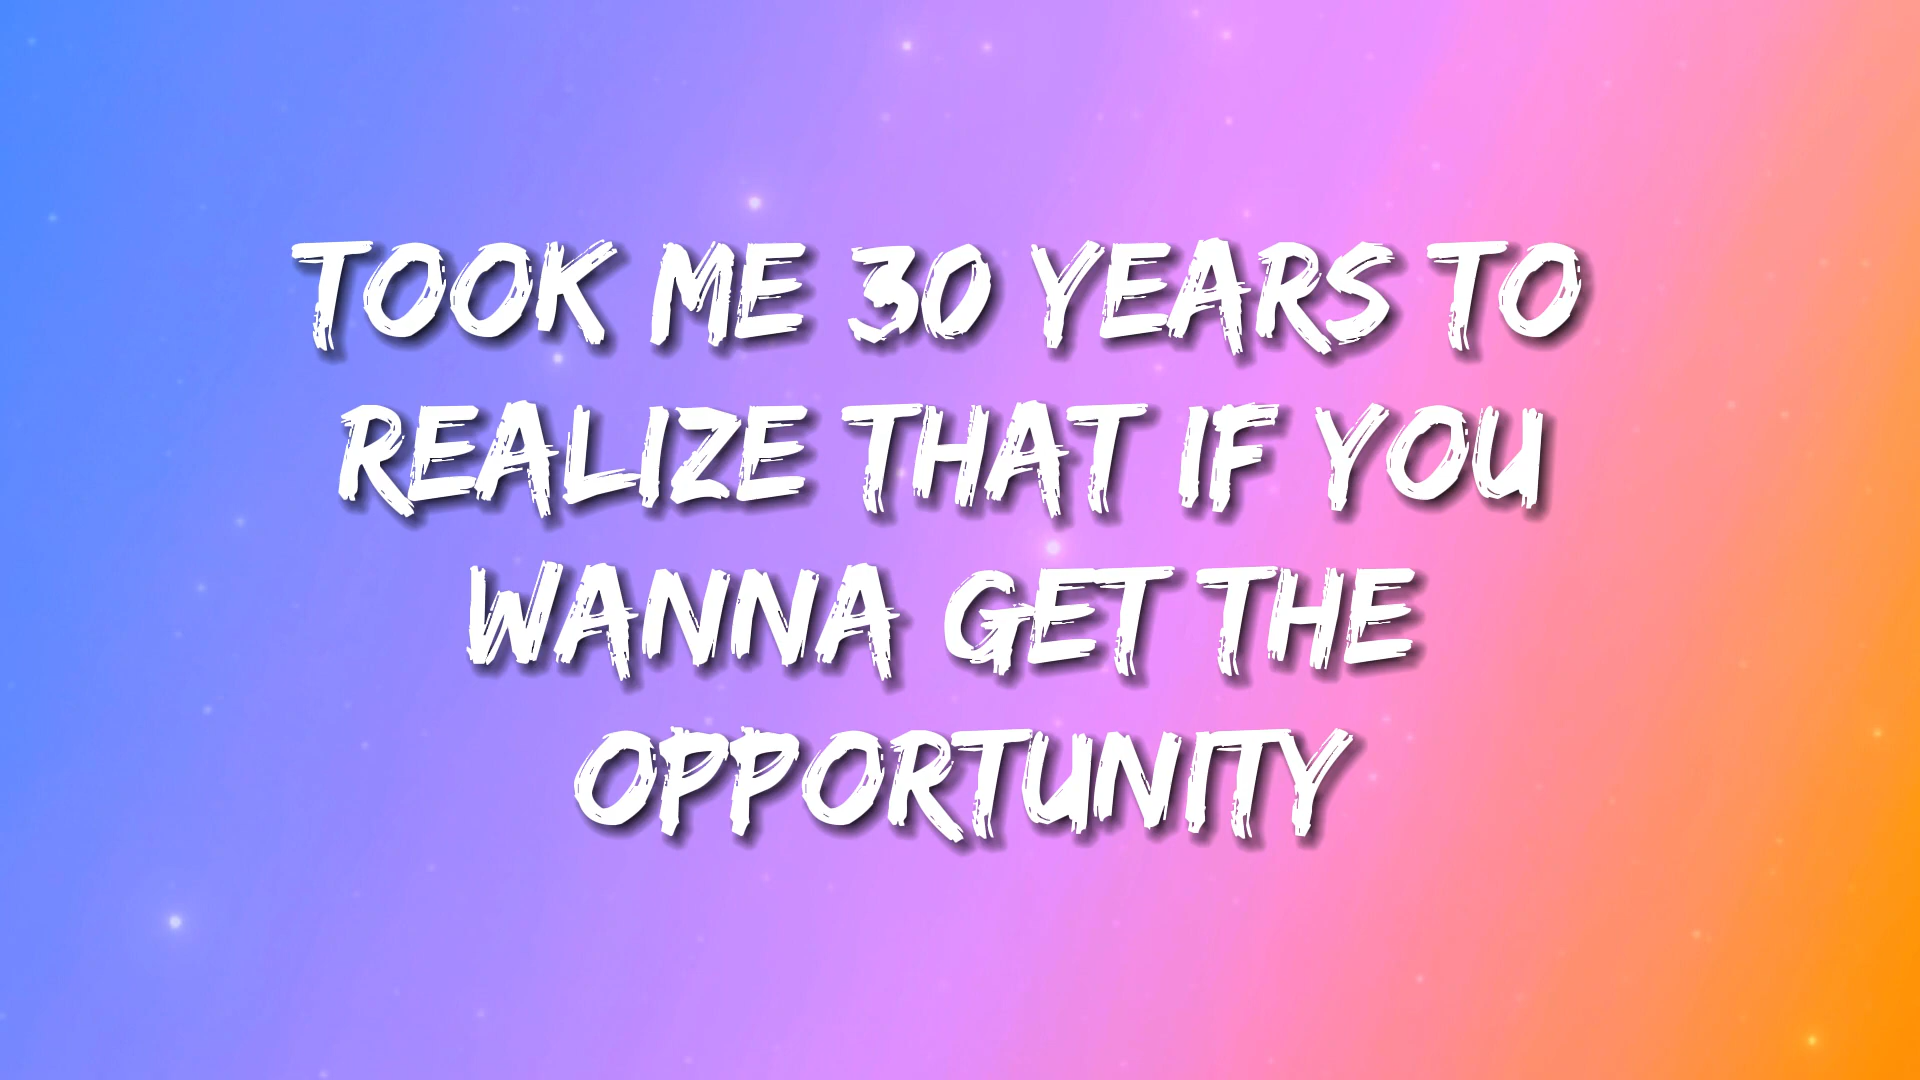 TOOK ME 30 YEARS TO
REALIZE THAT IF YOU
WANNA GET THE
OPPORTUNITY